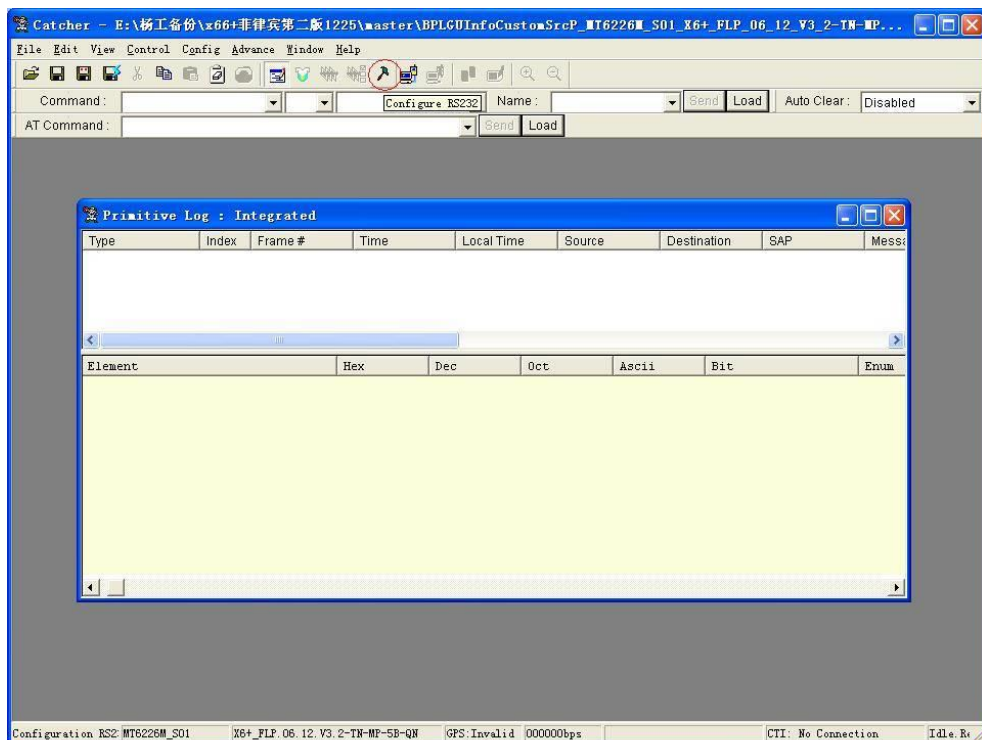 Catcher - E:\杨工备份\x66+菲律宾第二版1225\master\BPLGUInfoCustomSrcP_MT6226M_S01_X6+_FLP_06_12_V3_2-TN-MP...
File Edit View Control Config Advance Window Help
Command: Configure RS232 Name: Send Load Auto Clear: Disabled
AT Command: Send Load
Primitive Log : Integrated
Type Index Frame # Time Local Time Source Destination SAP Messa
Element Hex Dec Oct Ascii Bit Enum
Configuration RS2 MT6226M_S01 X6+_FLP.06.12.V3.2-TN-MP-5B-QN GPS:Invalid 000000bps CTI: No Connection Idle.Re